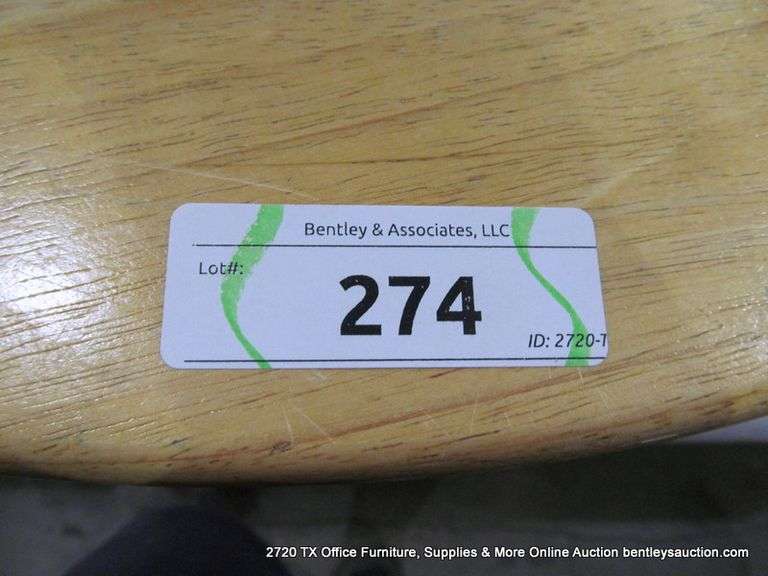 Bentley & Associates, LLC
Lot#:
274
ID: 2720-T
2720 TX Office Furniture, Supplies & More Online Auction bentleysauction.com